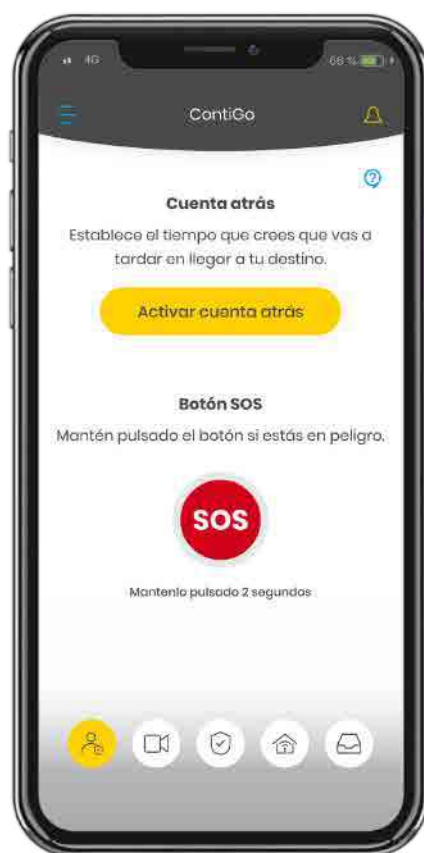 4G
68 %
ContiGo
Cuenta atrás
Establece el tiempo que crees que vas a
tardar en llegar a tu destino.
Activar cuenta atrás
Botón SOS
Mantén pulsado el botón si estás en peligro.
SOS
Mantenlo pulsado 2 segundos